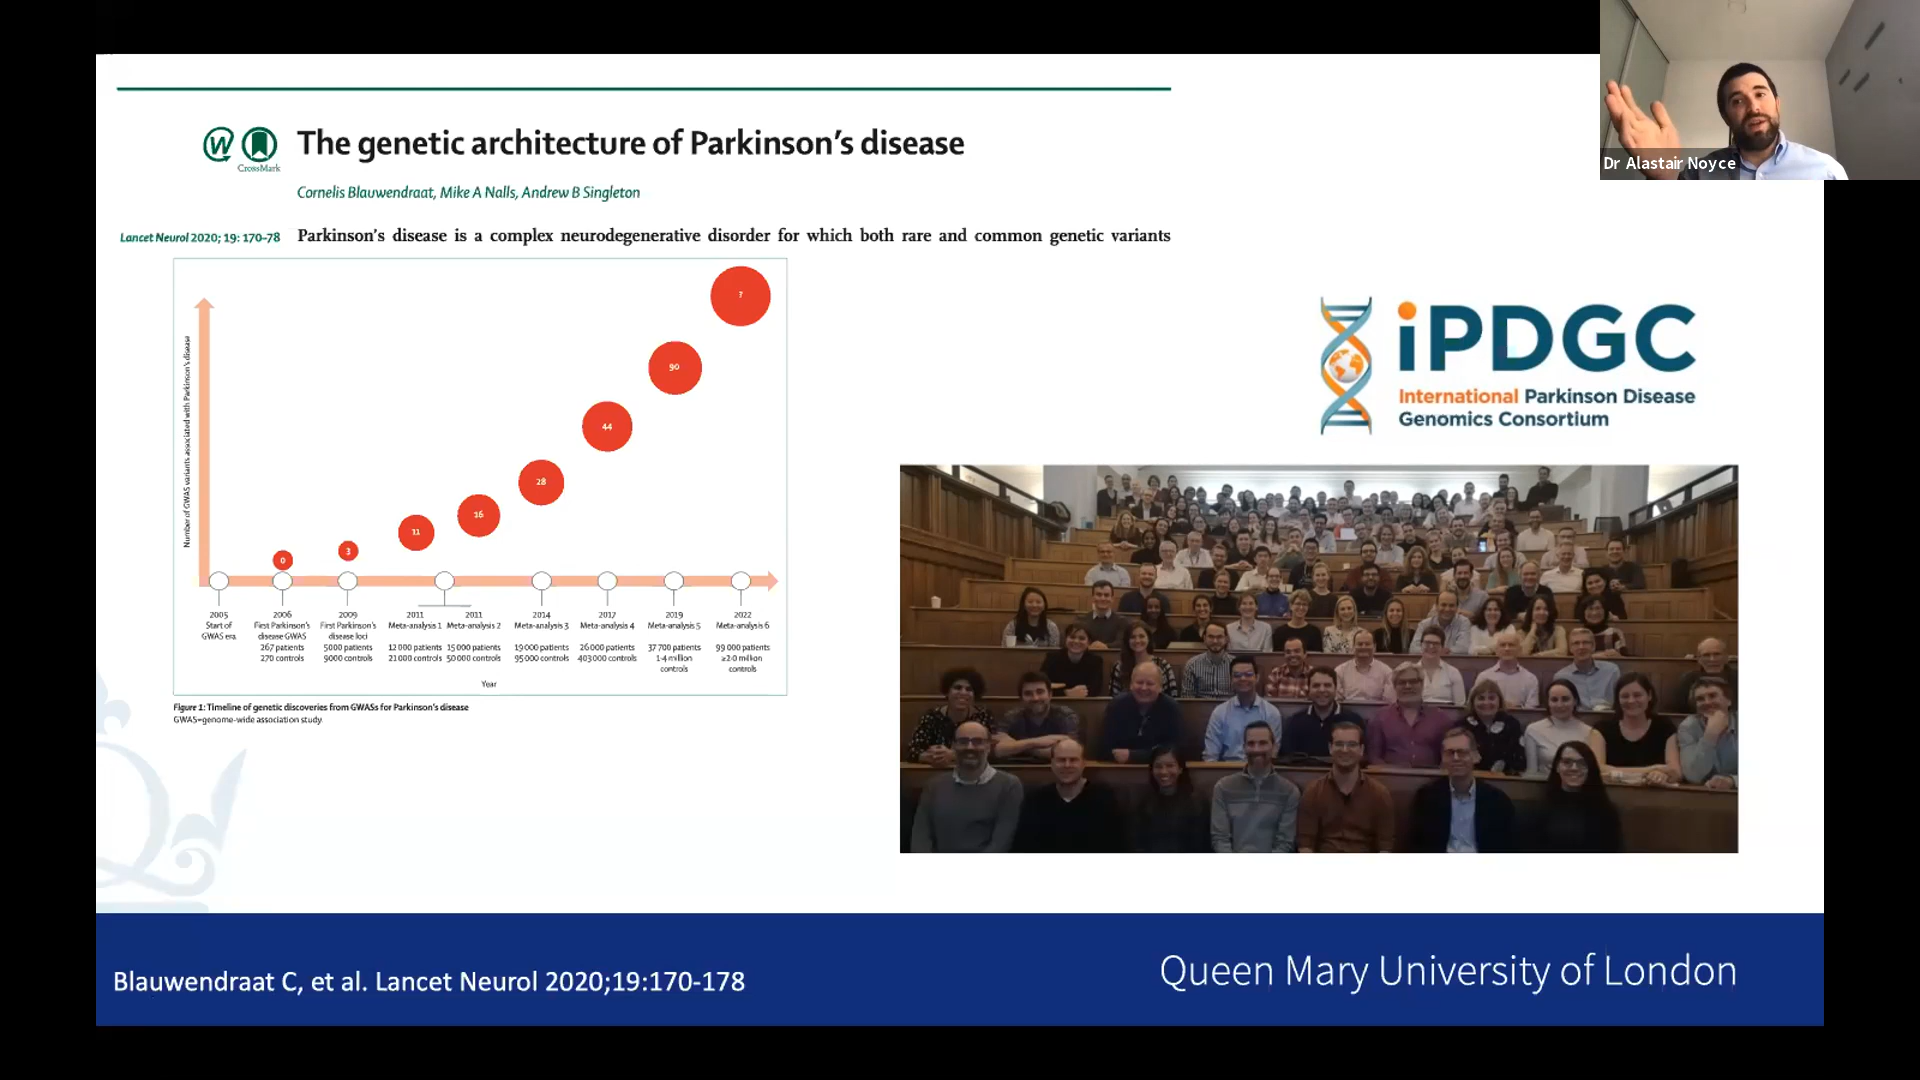 Dr Alastair Noyce
The genetic architecture of Parkinson's disease
CrossMark
Cornelis Blauwendraat, Mike A Nalls, Andrew B Singleton
Lancet Neurol 2020; 19: 170–78
Parkinson's disease is a complex neurodegenerative disorder for which both rare and common genetic variants
Number of GWAS variants associated with Parkinson's disease
0
3
11
16
28
44
90
?
2005
Start of
GWAS era
2006
First Parkinson's
disease GWAS
267 patients
270 controls
2009
First Parkinson's
disease loci
5000 patients
9000 controls
2011
Meta-analysis 1
12 000 patients
21 000 controls
2011
Meta-analysis 2
15 000 patients
50 000 controls
2014
Meta-analysis 3
19 000 patients
95 000 controls
2017
Meta-analysis 4
26 000 patients
403 000 controls
2019
Meta-analysis 5
37 700 patients
1·4 million
controls
2022
Meta-analysis 6
99 000 patients
≥2·0 million
controls
Year
Figure 1: Timeline of genetic discoveries from GWASs for Parkinson's disease
GWAS=genome-wide association study
iPDGC
International Parkinson Disease
Genomics Consortium
Blauwendraat C, et al. Lancet Neurol 2020;19:170-178
Queen Mary University of London